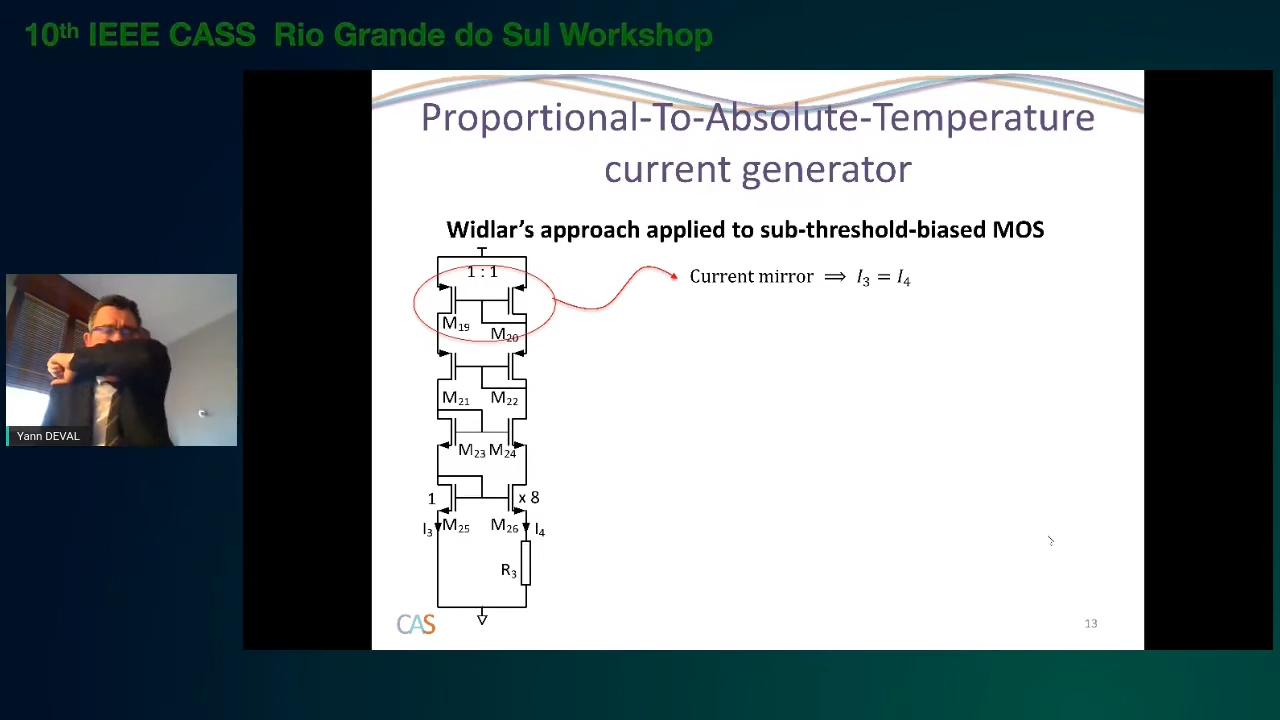 10th IEEE CASS Rio Grande do Sul Workshop
Proportional-To-Absolute-Temperature
current generator
Widlar's approach applied to sub-threshold-biased MOS
1 : 1
Current mirror ⟹ I₃ = I₄
M₁₉
M₂₀
M₂₁ M₂₂
M₂₃ M₂₄
1
x 8
I₃ M₂₅ M₂₆ I₄
R₃
CAS
13
Yann DEVAL